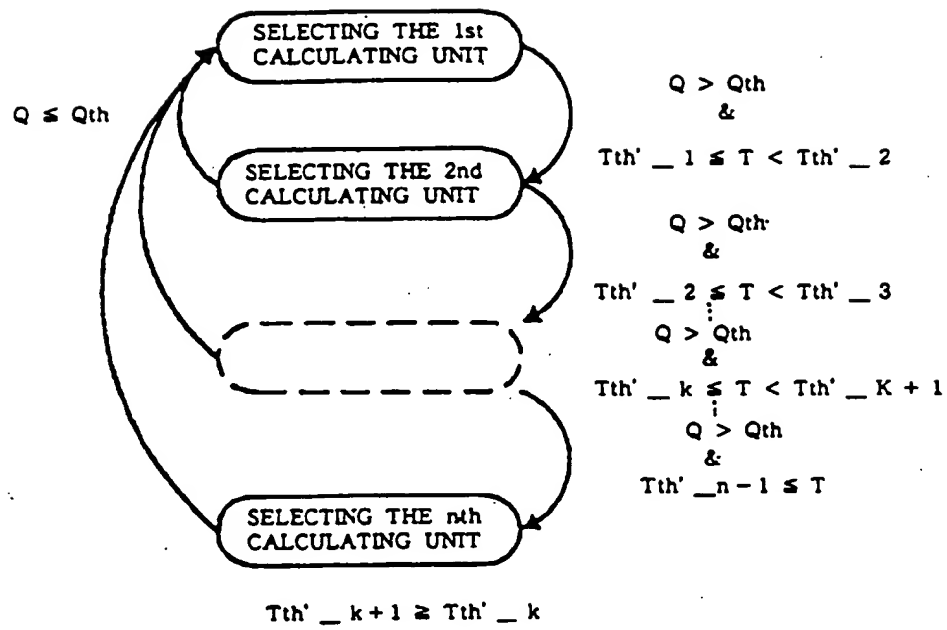 SELECTING THE 1st
CALCULATING UNIT
Q ≦ Qth
Q > Qth
&
Tth' _ 1 ≦ T < Tth' _ 2
SELECTING THE 2nd
CALCULATING UNIT
Q > Qth
&
Tth' _ 2 ≦ T < Tth' _ 3
Q > Qth
&
Tth' _ k ≦ T < Tth' _ K + 1
Q > Qth
&
Tth' _n - 1 ≦ T
SELECTING THE nth
CALCULATING UNIT
Tth' _ k+1 ≧ Tth' _ k